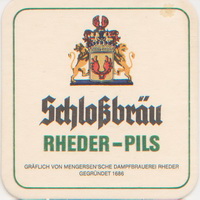 Schloßbräu
RHEDER-PILS
GRÄFLICH VON MENGERSEN'SCHE DAMPFBRAUEREI RHEDER
GEGRÜNDET 1686